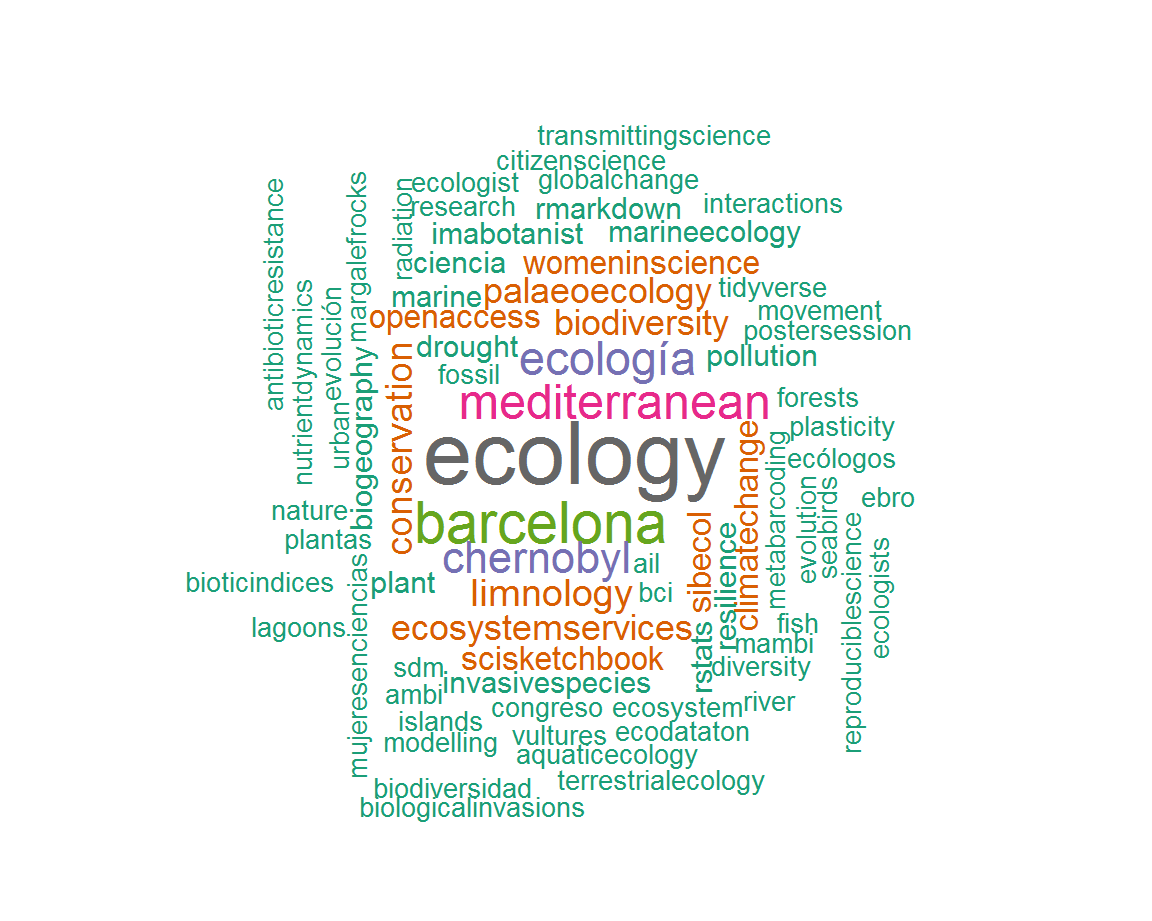 transmittingscience
citizenscience
ecologist
globalchange
research
rmarkdown
interactions
imabotanist
marineecology
radiation
margalefrocks
antibioticresistance
ciencia
womeninscience
marine
palaeoecology
tidyverse
openaccess
biodiversity
movement
postersession
nutrientdynamics
evolución
drought
ecología
pollution
fossil
mediterranean
forests
urban
biogeography
conservation
ecology
plasticity
climatechange
metabarcoding
ecólogos
nature
barcelona
ebro
plantas
evolution
seabirds
chernobyl
ail
sibecol
resilience
bioticindices
plant
limnology
bci
reproduciblescience
ecologists
lagoons
mujeresenciencias
ecosystemservices
fish
mambi
scisketchbook
rstats
diversity
sdm
invasivespecies
ambi
congreso
ecosystem
river
islands
modelling
vultures
ecodataton
aquaticecology
biodiversidad
terrestrialecology
biologicalinvasions